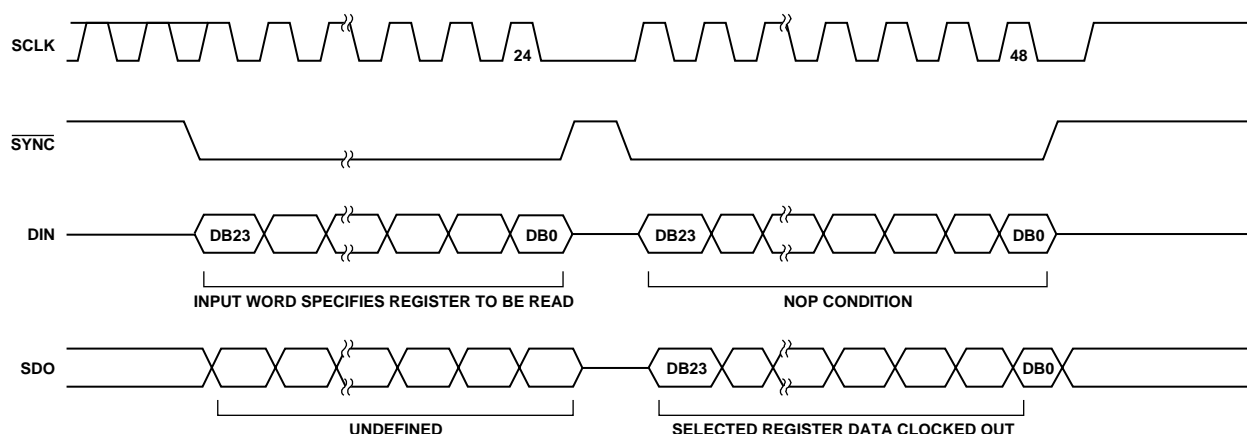 SCLK
24
48
SYNC
DIN
DB23
DB0
DB23
DB0
INPUT WORD SPECIFIES REGISTER TO BE READ
NOP CONDITION
SDO
DB23
DB0
UNDEFINED
SELECTED REGISTER DATA CLOCKED OUT